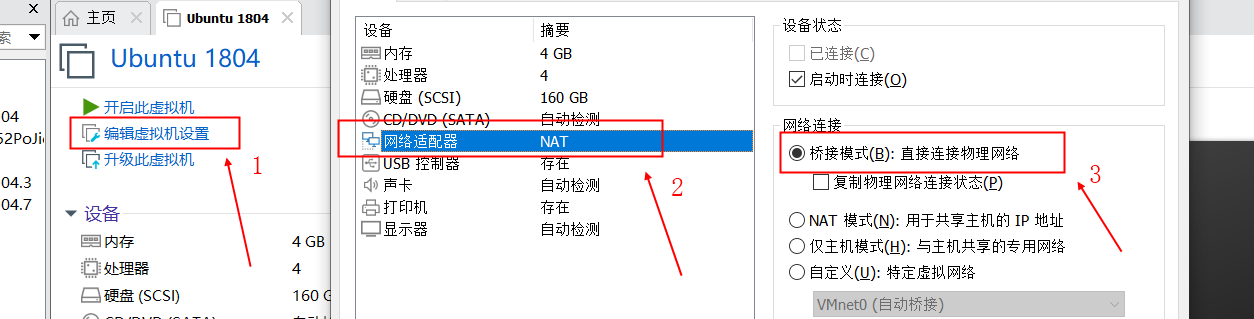 主页
Ubuntu 1804
索
Ubuntu 1804
开启此虚拟机
04
编辑虚拟机设置
升级此虚拟机
1
04.3
04.7
设备
内存 4 GB
处理器 4
硬盘 (SCSI) 160 G
设备 摘要
内存 4 GB
处理器 4
硬盘 (SCSI) 160 GB
CD/DVD (SATA) 自动检测
网络适配器 NAT
USB 控制器 存在
声卡 自动检测
打印机 存在
显示器 自动检测
2
设备状态
已连接(C)
启动时连接(O)
网络连接
桥接模式(B): 直接连接物理网络
复制物理网络连接状态(P)
3
NAT 模式(N): 用于共享主机的 IP 地址
仅主机模式(H): 与主机共享的专用网络
自定义(U): 特定虚拟网络
VMnet0 (自动桥接)